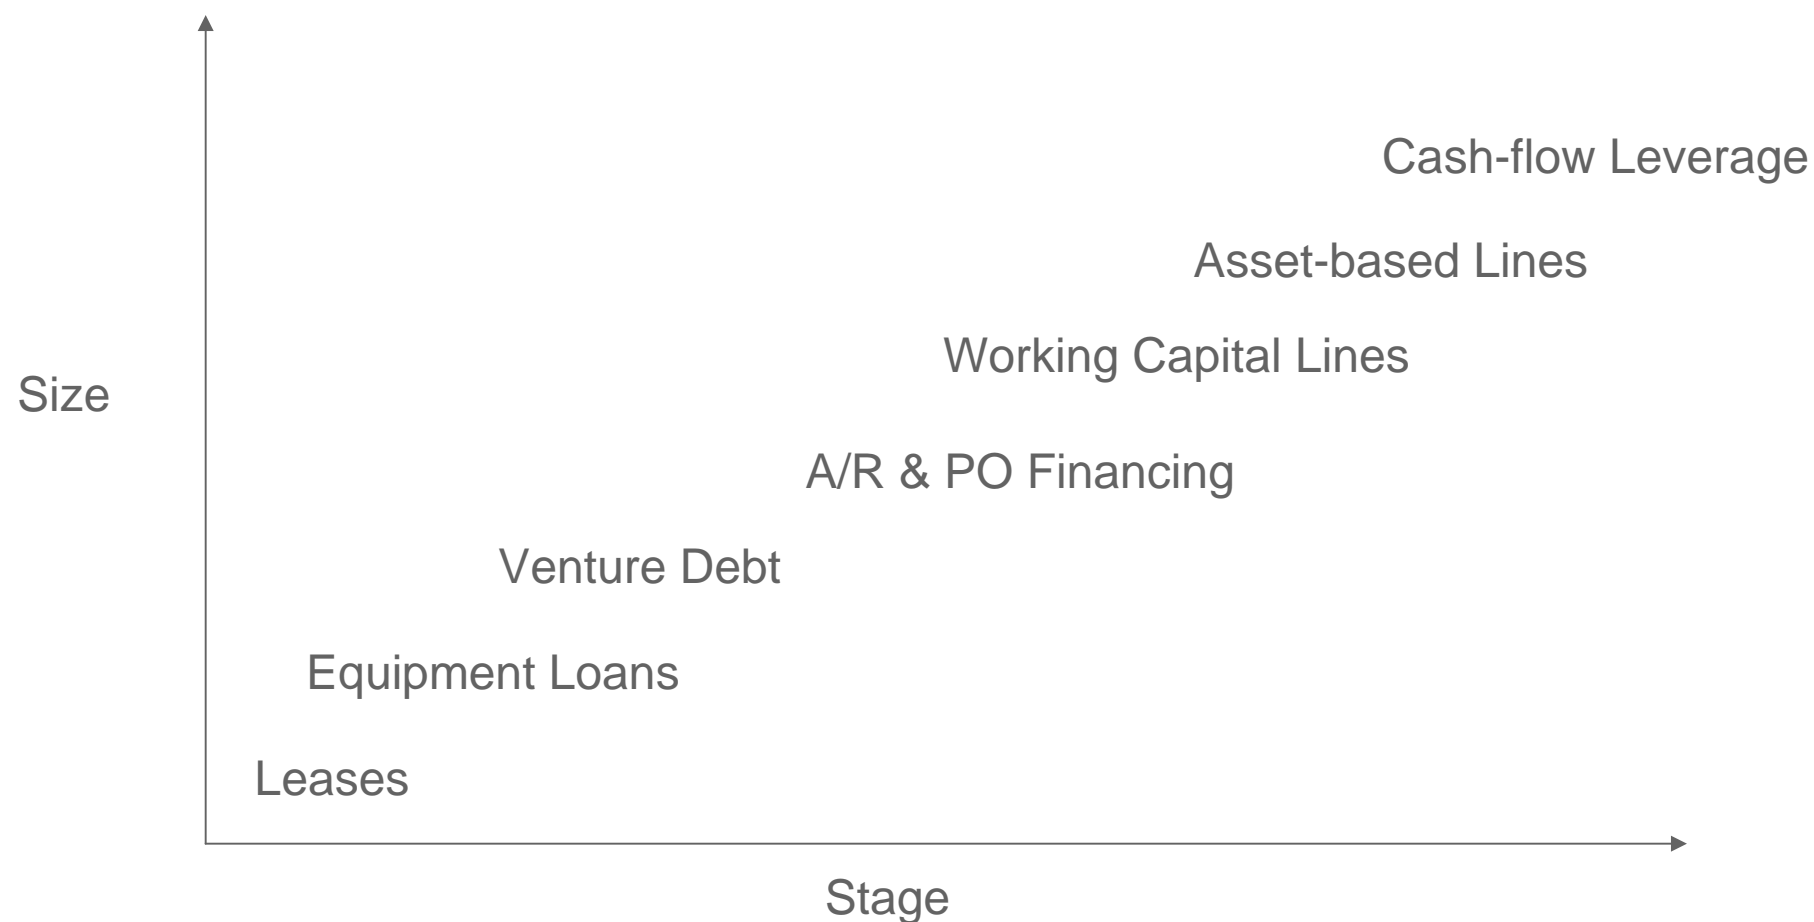 Cash-flow Leverage
Asset-based Lines
Working Capital Lines
Size
A/R & PO Financing
Venture Debt
Equipment Loans
Leases
Stage